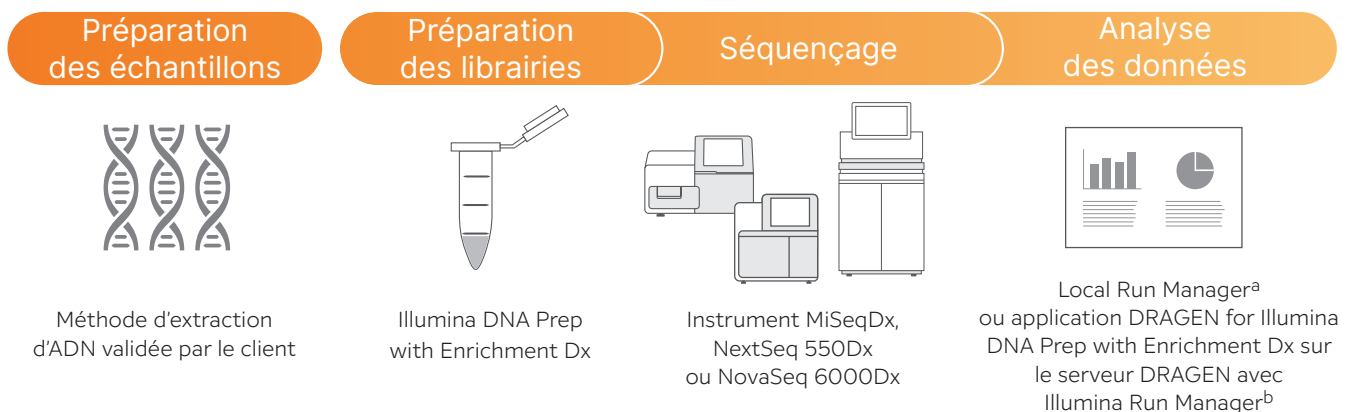 Préparation
des échantillons
Préparation
des librairies
Séquençage
Analyse
des données
Méthode d'extraction
d'ADN validée par le client
Illumina DNA Prep
with Enrichment Dx
Instrument MiSeqDx,
NextSeq 550Dx
ou NovaSeq 6000Dx
Local Run Managerᵃ
ou application DRAGEN for Illumina
DNA Prep with Enrichment Dx sur
le serveur DRAGEN avec
Illumina Run Managerᵇ